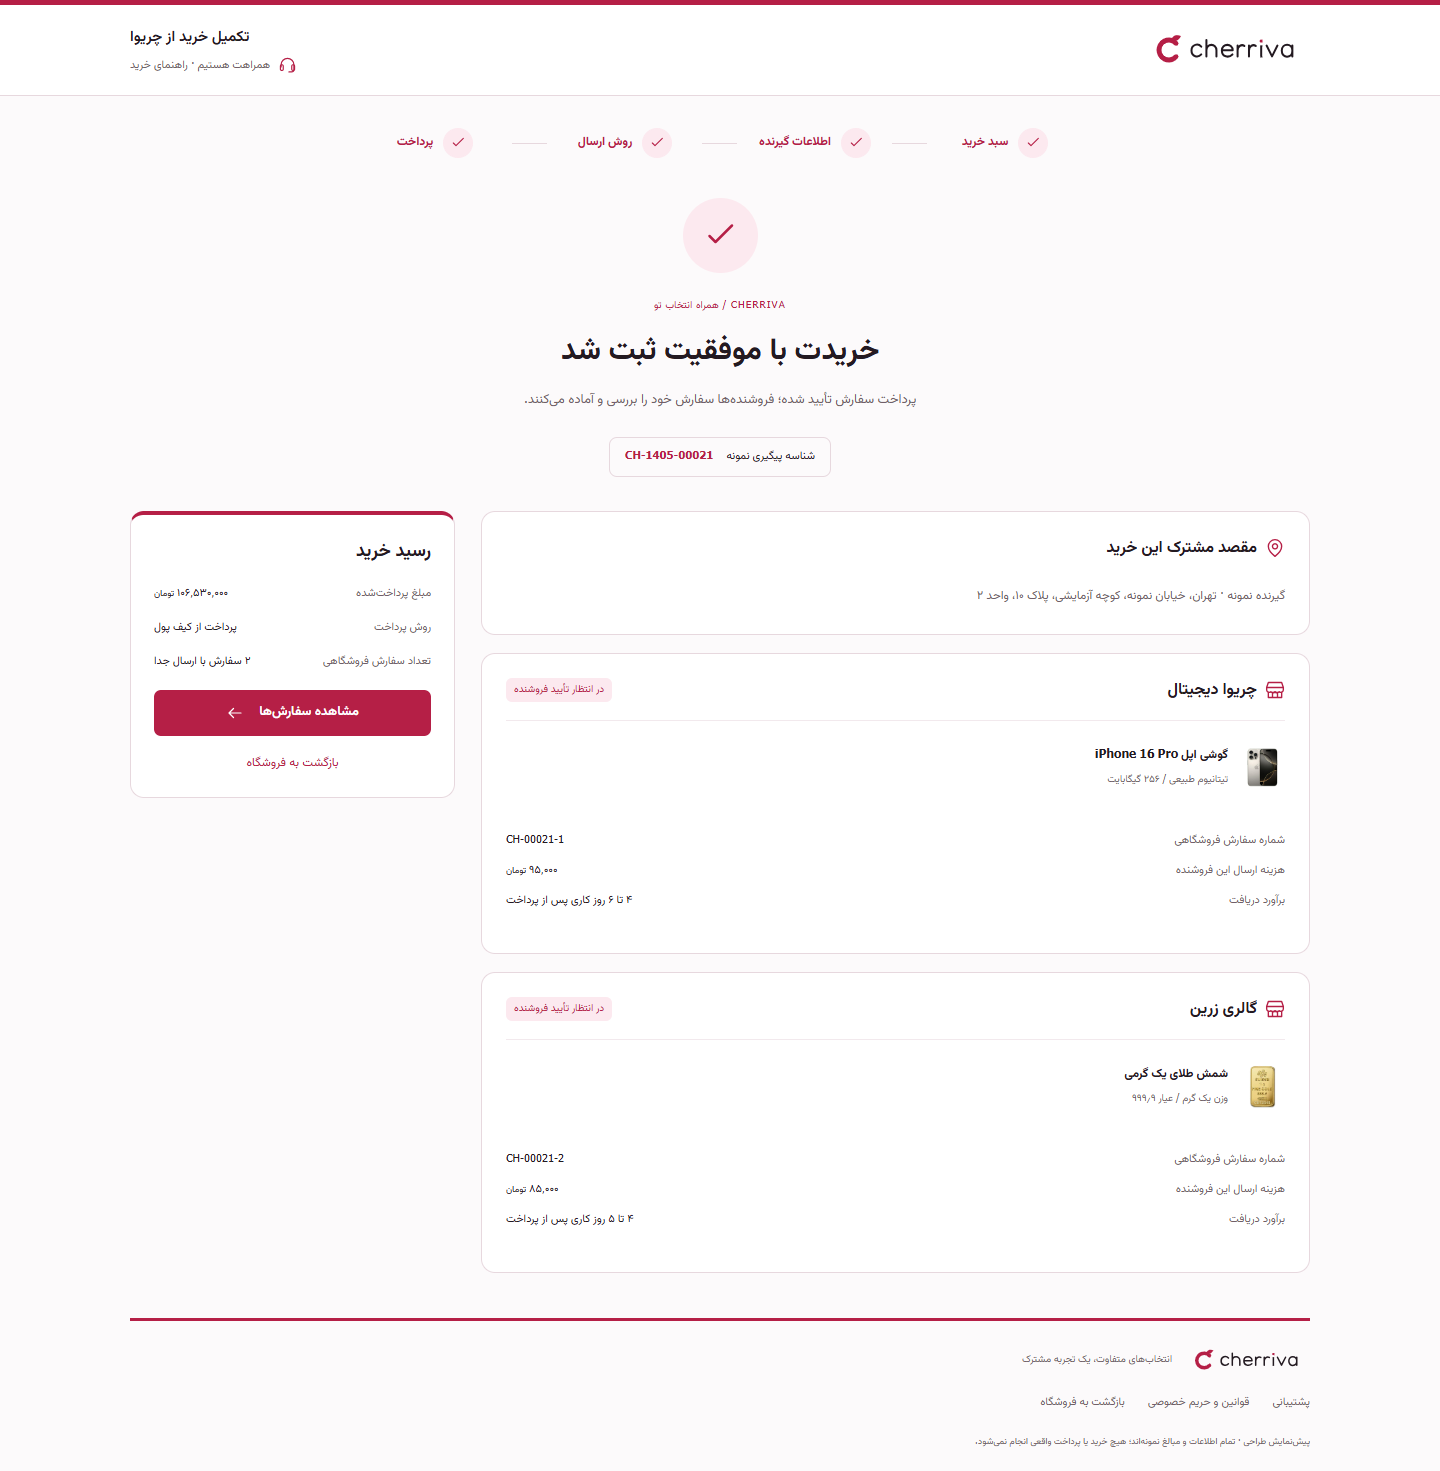 cherriva
تکمیل خرید از چریوا
همراهت هستیم · راهنمای خرید
سبد خرید
اطلاعات گیرنده
روش ارسال
پرداخت
CHERRIVA / همراه انتخاب تو
خریدت با موفقیت ثبت شد
پرداخت سفارش تأیید شده؛ فروشنده‌ها سفارش خود را بررسی و آماده می‌کنند.
شناسه پیگیری نمونه CH-1405-00021
مقصد مشترک این خرید
گیرنده نمونه · تهران، خیابان نمونه، کوچه آزمایشی، پلاک ۱۰، واحد ۲
چریوا دیجیتال
در انتظار تأیید فروشنده
گوشی اپل iPhone 16 Pro
تیتانیوم طبیعی / ۲۵۶ گیگابایت
شماره سفارش فروشگاهی CH-00021-1
هزینه ارسال این فروشنده ۹۵,۰۰۰ تومان
برآورد دریافت ۴ تا ۶ روز کاری پس از پرداخت
گالری زرین
در انتظار تأیید فروشنده
شمش طلای یک گرمی
وزن یک گرم / عیار ۹۹۹٫۹
شماره سفارش فروشگاهی CH-00021-2
هزینه ارسال این فروشنده ۸۵,۰۰۰ تومان
برآورد دریافت ۴ تا ۵ روز کاری پس از پرداخت
رسید خرید
مبلغ پرداخت‌شده ۱۰۶,۵۳۰,۰۰۰ تومان
روش پرداخت پرداخت از کیف پول
تعداد سفارش فروشگاهی ۲ سفارش با ارسال جدا
مشاهده سفارش‌ها
بازگشت به فروشگاه
cherriva
انتخاب‌های متفاوت، یک تجربه مشترک
پشتیبانی
قوانین و حریم خصوصی
بازگشت به فروشگاه
پیش‌نمایش طراحی · تمام اطلاعات و مبالغ نمونه‌اند؛ هیچ خرید یا پرداخت واقعی انجام نمی‌شود.